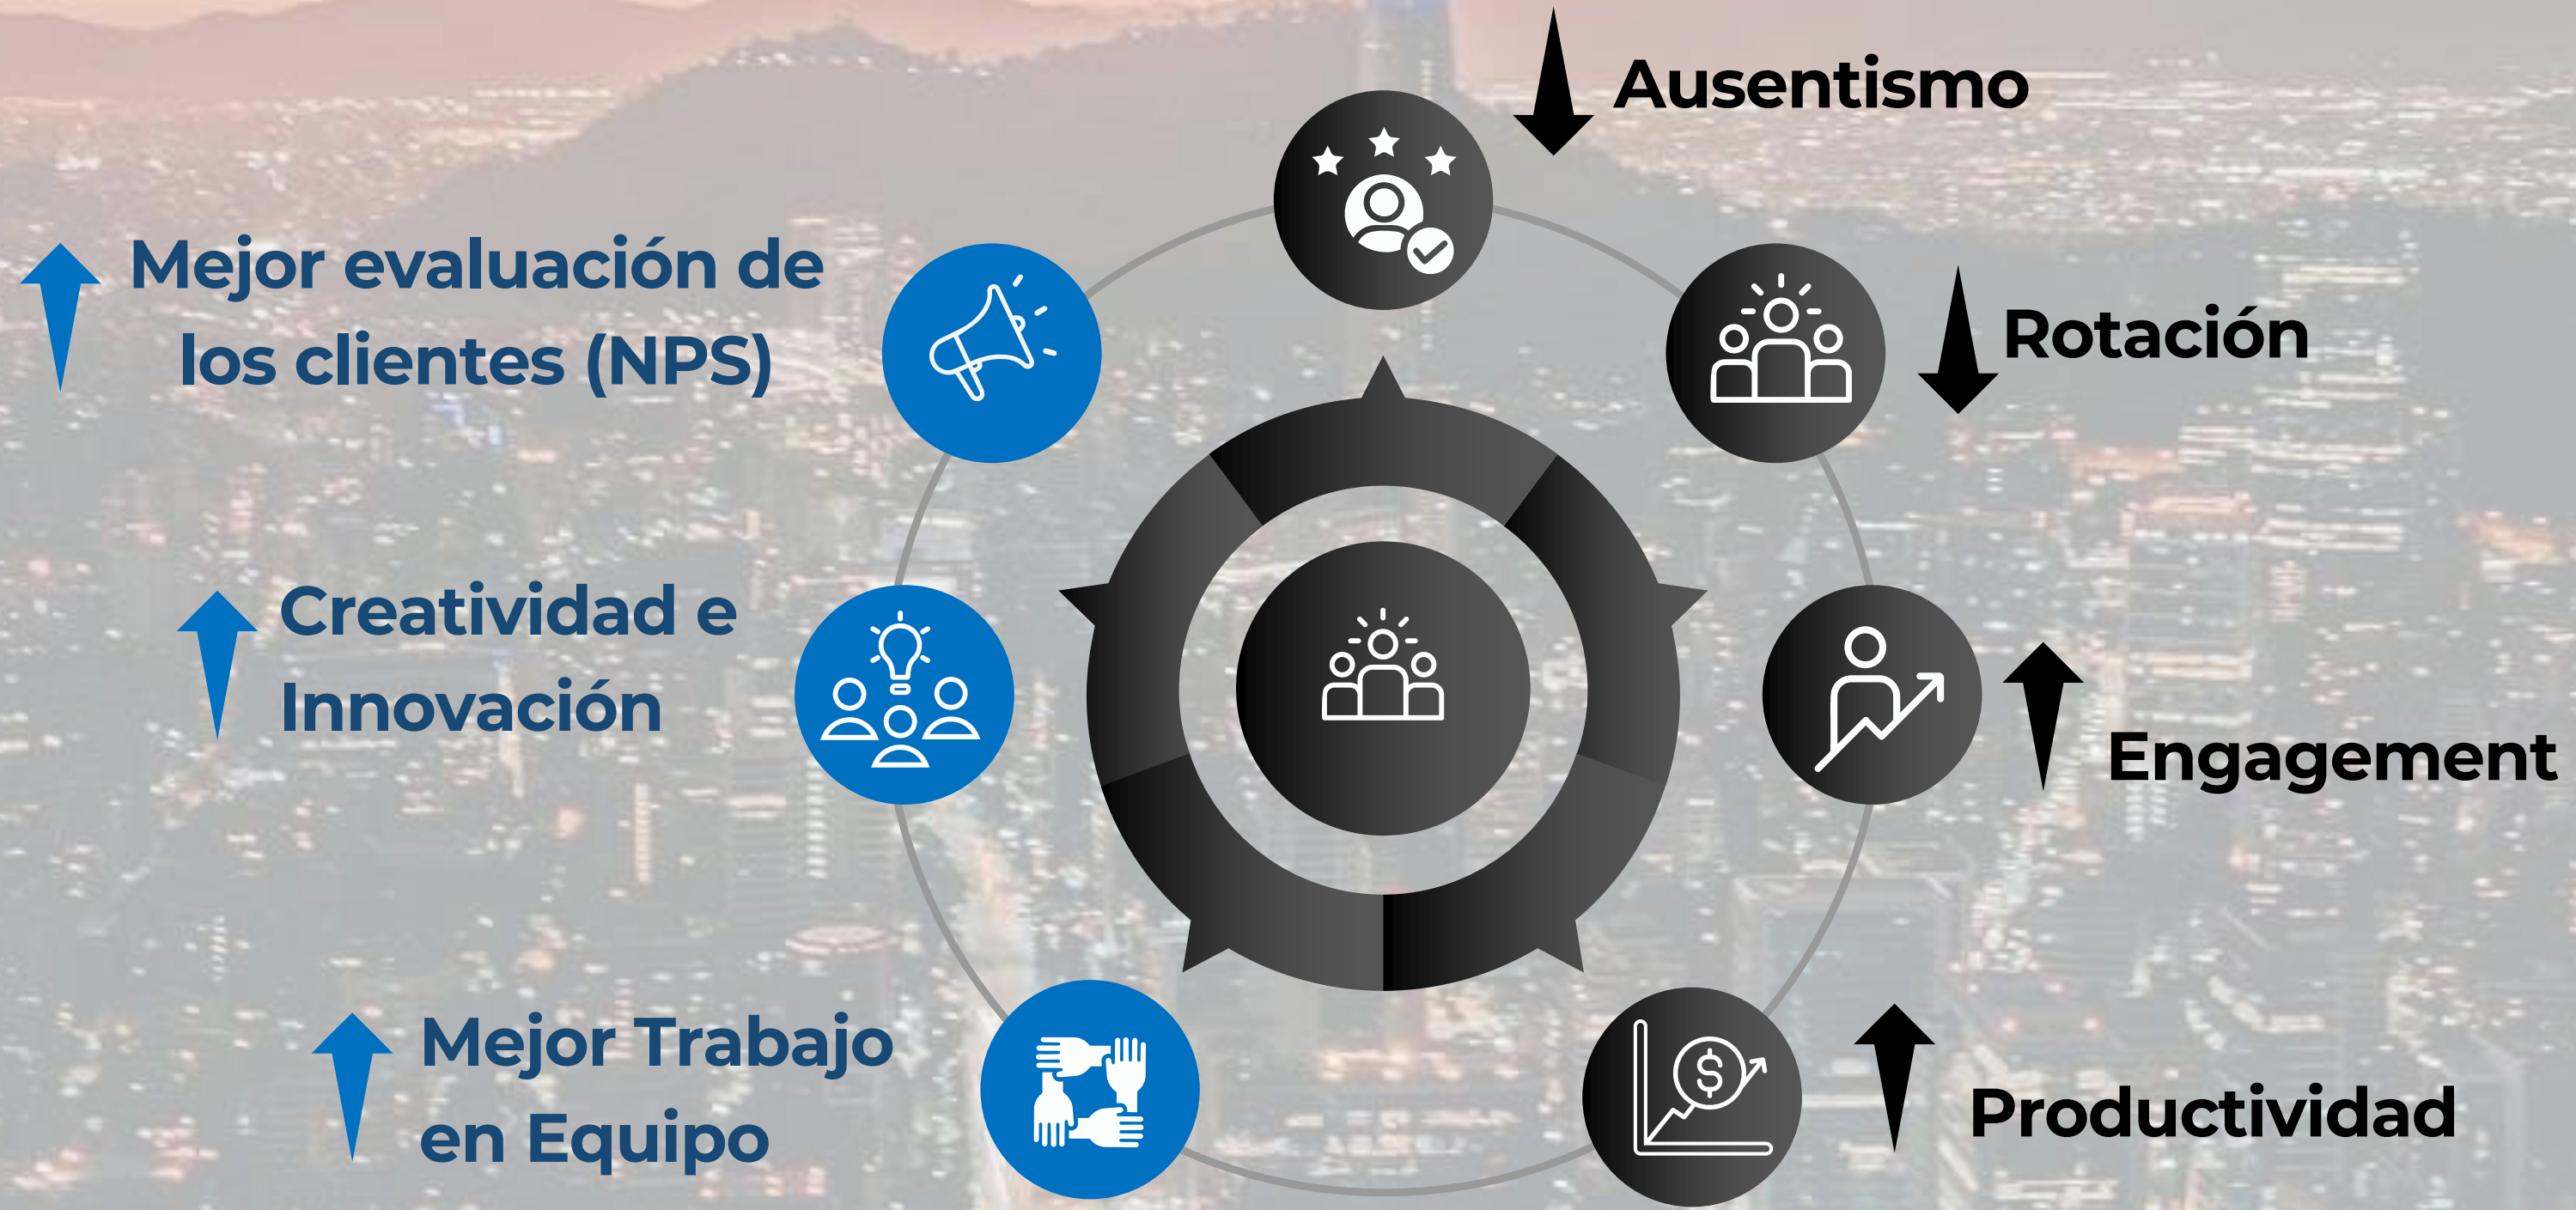 Ausentismo
Mejor evaluación de
los clientes (NPS)
Rotación
Creatividad e
Innovación
Engagement
Mejor Trabajo
en Equipo
$
Productividad